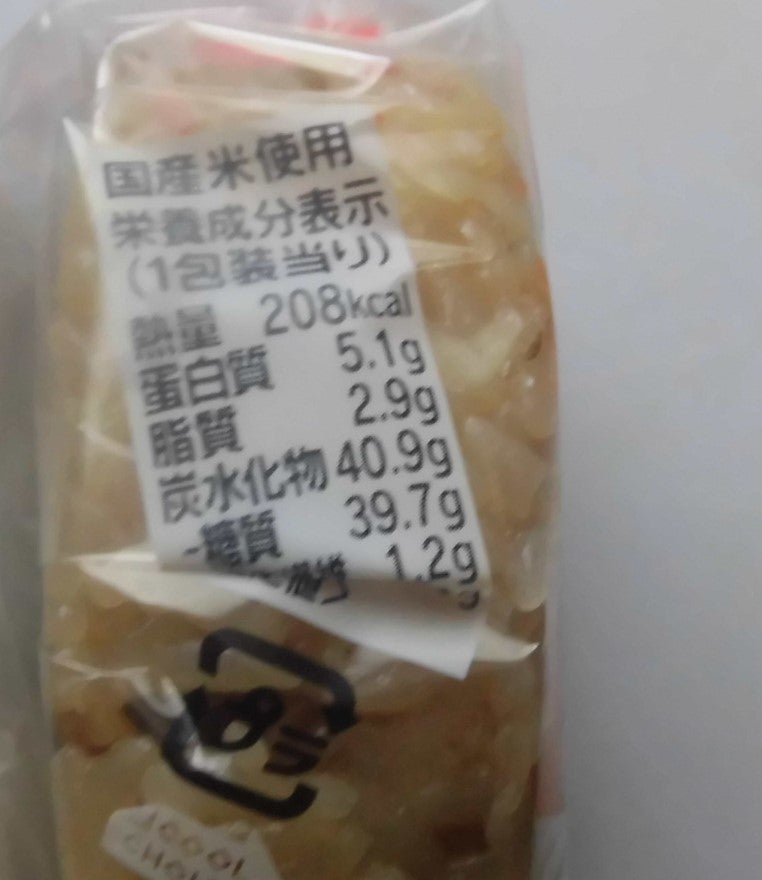 国産米使用
栄養成分表示
(1包装当り)
熱量 208kcal
蛋白質 5.1g
脂質 2.9g
炭水化物 40.9g
-糖質 39.7g
1.2g
プラ